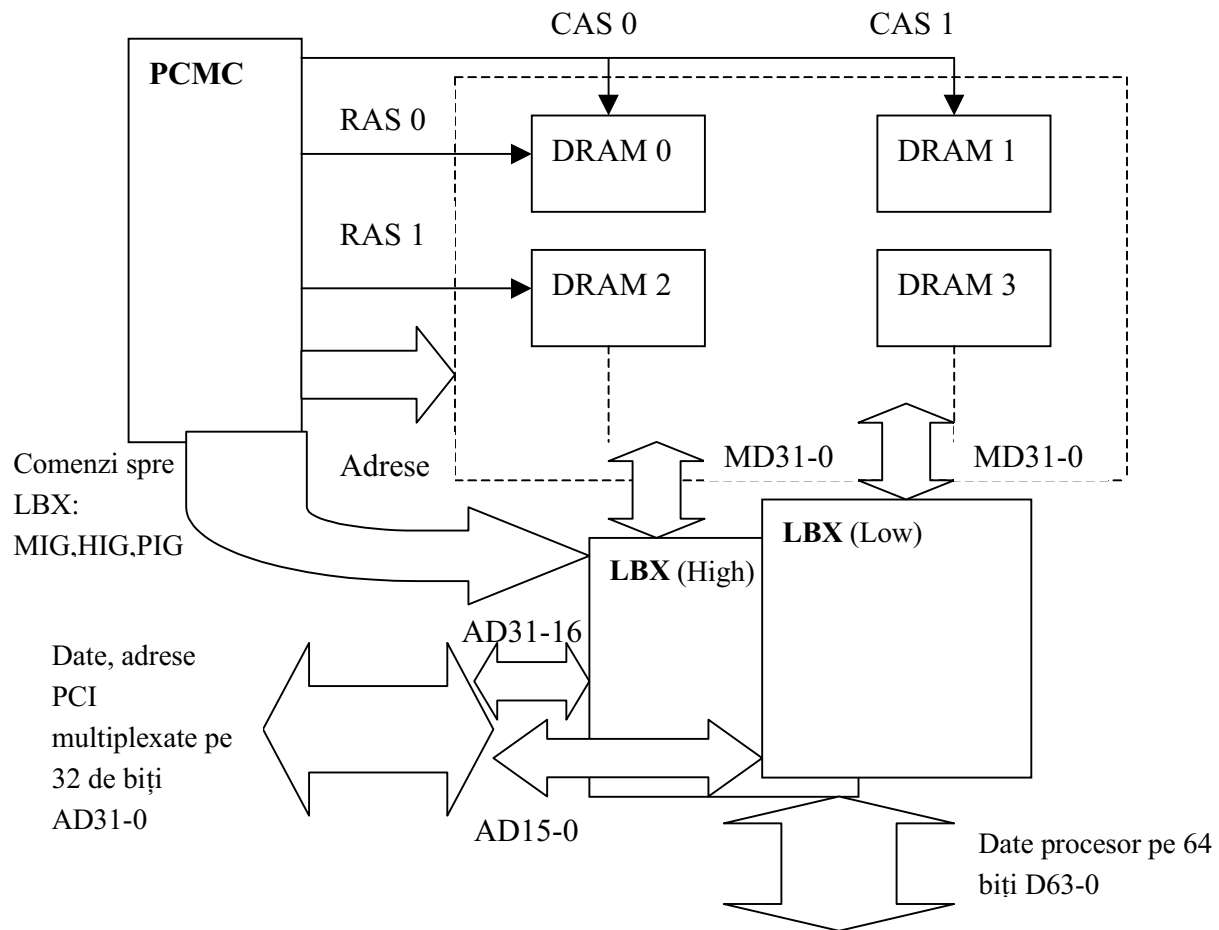 CAS 0
CAS 1
PCMC
RAS 0
DRAM 0
DRAM 1
RAS 1
DRAM 2
DRAM 3
Comenzi spre
LBX:
MIG,HIG,PIG
Adrese
MD31-0
MD31-0
LBX (Low)
LBX (High)
AD31-16
Date, adrese
PCI
multiplexate pe
32 de biți
AD31-0
AD15-0
Date procesor pe 64
biți D63-0